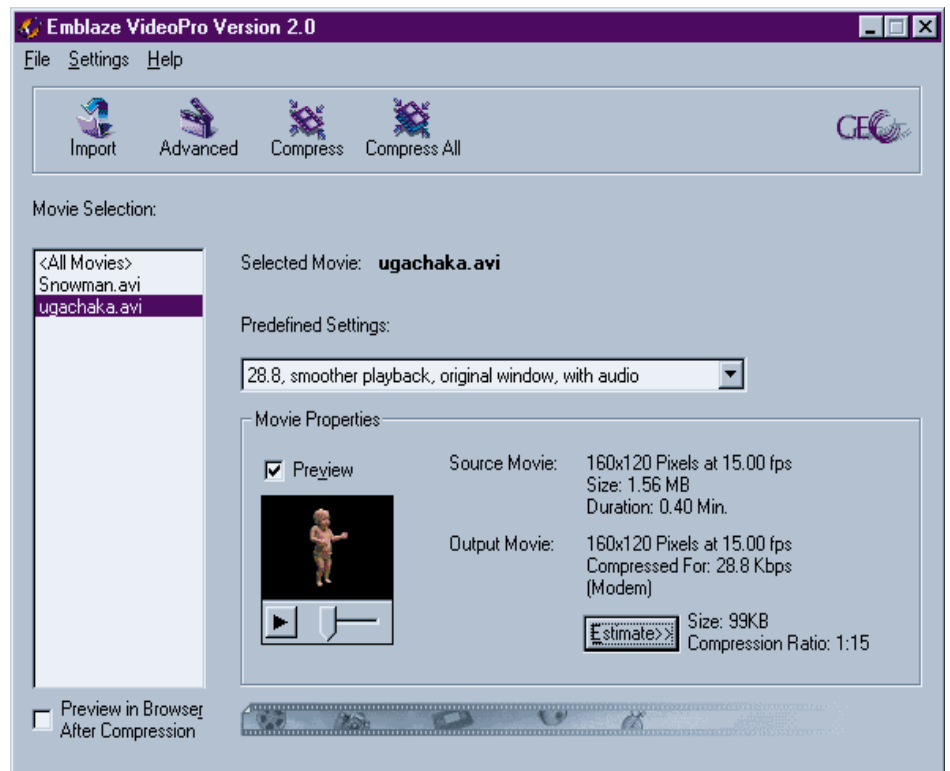 Emblaze VideoPro Version 2.0
File Settings Help
Import Advanced Compress Compress All
GEO
Movie Selection:
<All Movies>
Snowman.avi
ugachaka.avi
Selected Movie: ugachaka.avi
Predefined Settings:
28.8, smoother playback, original window, with audio
Movie Properties
Preview
Source Movie: 160x120 Pixels at 15.00 fps
Size: 1.56 MB
Duration: 0.40 Min.
Output Movie: 160x120 Pixels at 15.00 fps
Compressed For: 28.8 Kbps
(Modem)
Estimate>>
Size: 99KB
Compression Ratio: 1:15
Preview in Browser
After Compression